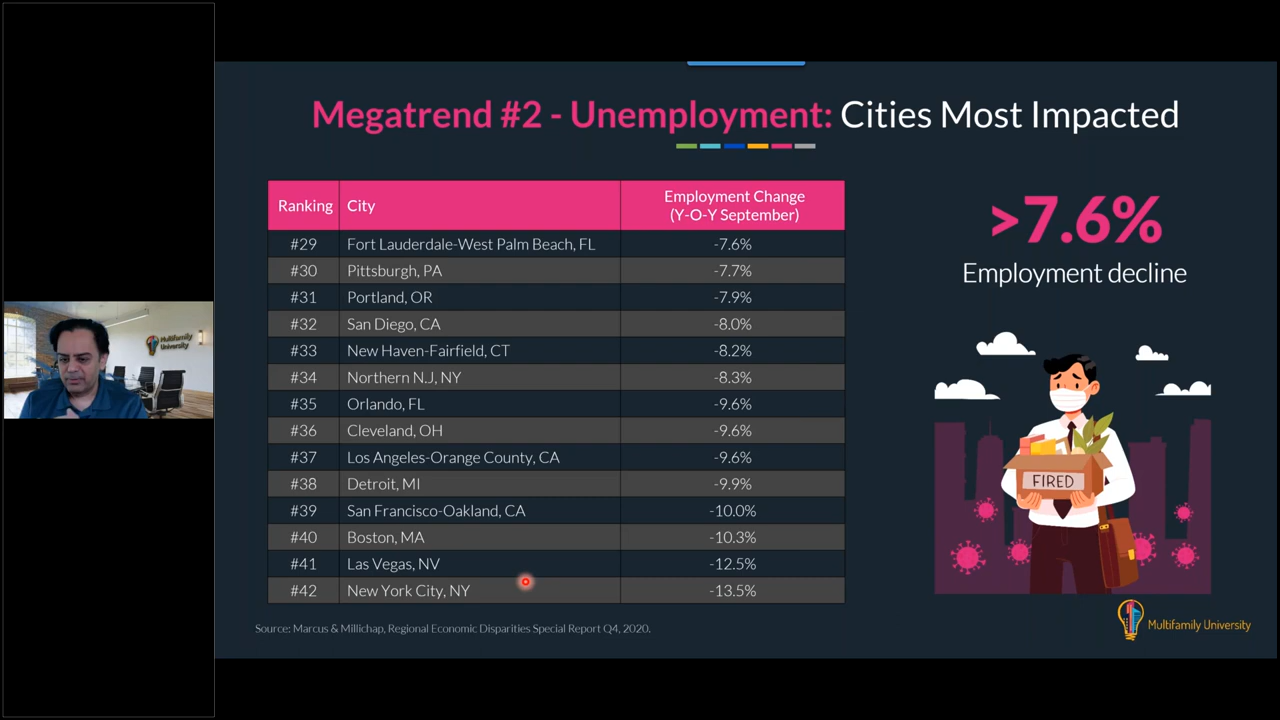 Megatrend #2 - Unemployment: Cities Most Impacted
Ranking City Employment Change
(Y-O-Y September)
#29 Fort Lauderdale-West Palm Beach, FL -7.6%
#30 Pittsburgh, PA -7.7%
#31 Portland, OR -7.9%
#32 San Diego, CA -8.0%
#33 New Haven-Fairfield, CT -8.2%
#34 Northern N.J, NY -8.3%
#35 Orlando, FL -9.6%
#36 Cleveland, OH -9.6%
#37 Los Angeles-Orange County, CA -9.6%
#38 Detroit, MI -9.9%
#39 San Francisco-Oakland, CA -10.0%
#40 Boston, MA -10.3%
#41 Las Vegas, NV -12.5%
#42 New York City, NY -13.5%
Source: Marcus & Millichap, Regional Economic Disparities Special Report Q4, 2020.
>7.6%
Employment decline
FIRED
Multifamily University
Multifamily
University